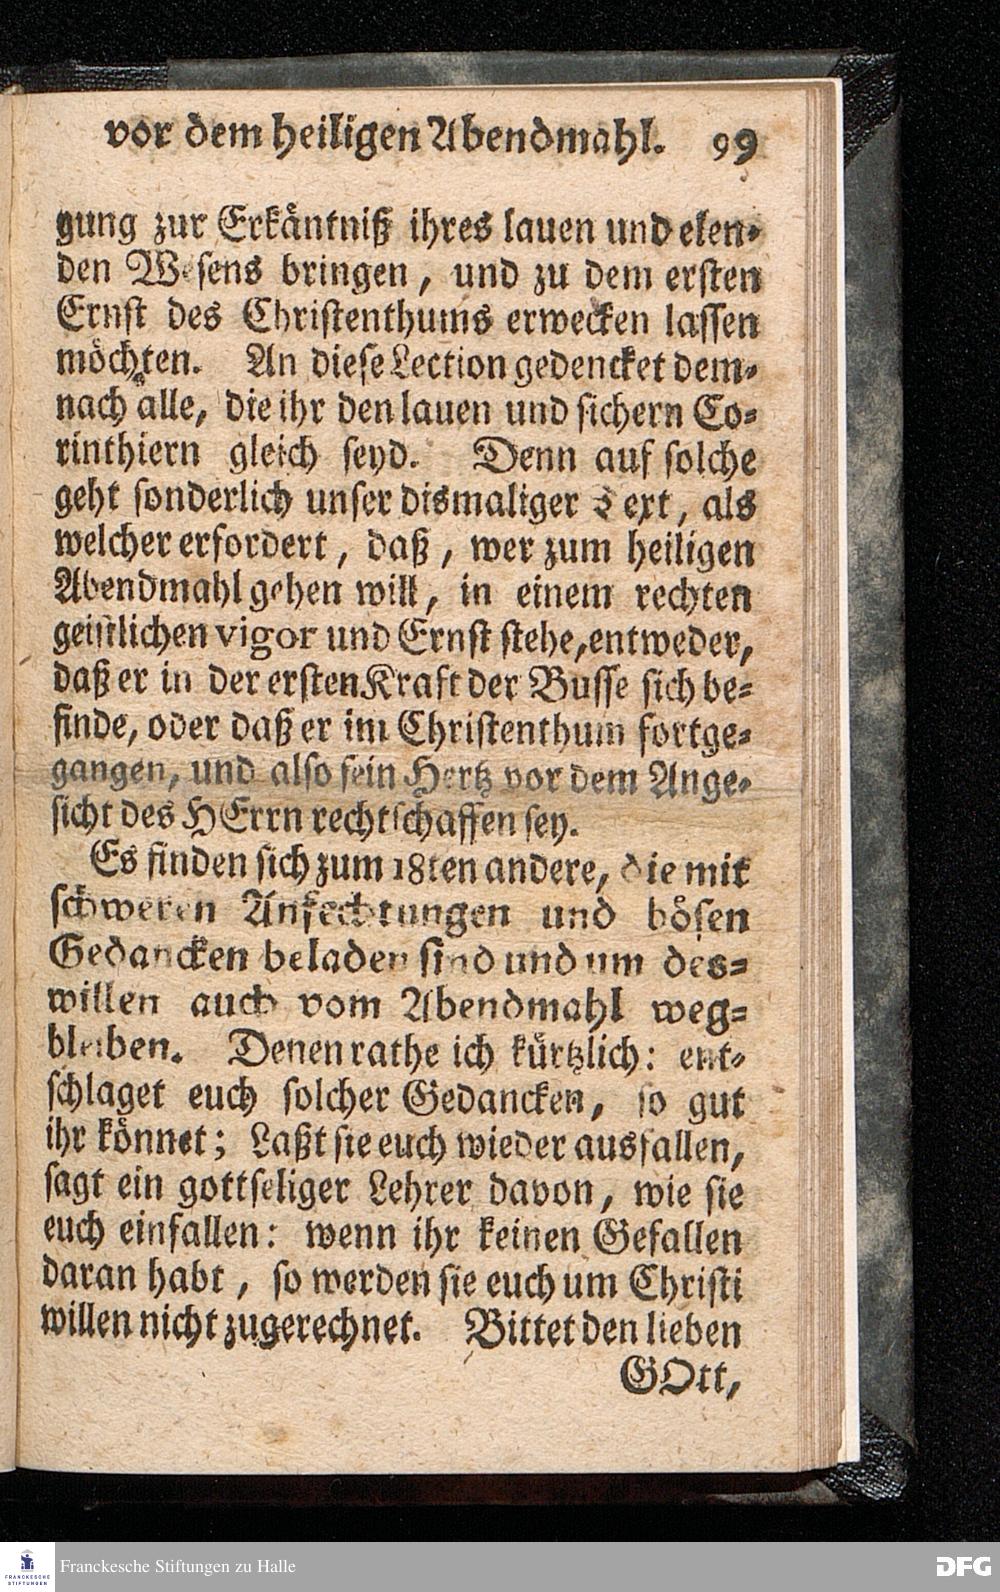 vor dem heiligen Abendmahl. 99
gung zur Erkäntniß ihres lauen und elen-
den Wesens bringen, und zu dem ersten
Ernst des Christenthums erwecken lassen
möchten. An diese Lection gedencket dem-
nach alle, die ihr den lauen und sichern Co-
rinthiern gleich seyd. Denn auf solche
geht sonderlich unser dismaliger Text, als
welcher erfordert, daß, wer zum heiligen
Abendmahl gehen will, in einem rechten
geistlichen vigor und Ernst stehe, entweder,
daß er in der ersten Kraft der Busse sich be-
finde, oder daß er im Christenthum fortge-
gangen, und also sein Hertz vor dem Ange-
sicht des HErrn rechtschaffen sey.
Es finden sich zum 18ten andere, die mit
schweren Anfechtungen und bösen
Gedancken beladen sind und um des-
willen auch vom Abendmahl weg-
bleiben. Denen rathe ich kürtzlich: ent-
schlaget euch solcher Gedancken, so gut
ihr könnet; Laßt sie euch wieder ausfallen,
sagt ein gottseliger Lehrer davon, wie sie
euch einfallen: wenn ihr keinen Gefallen
daran habt, so werden sie euch um Christi
willen nicht zugerechnet. Bittet den lieben
GOtt,
FRANCKESCHE STIFTUNGEN
Franckesche Stiftungen zu Halle
DFG